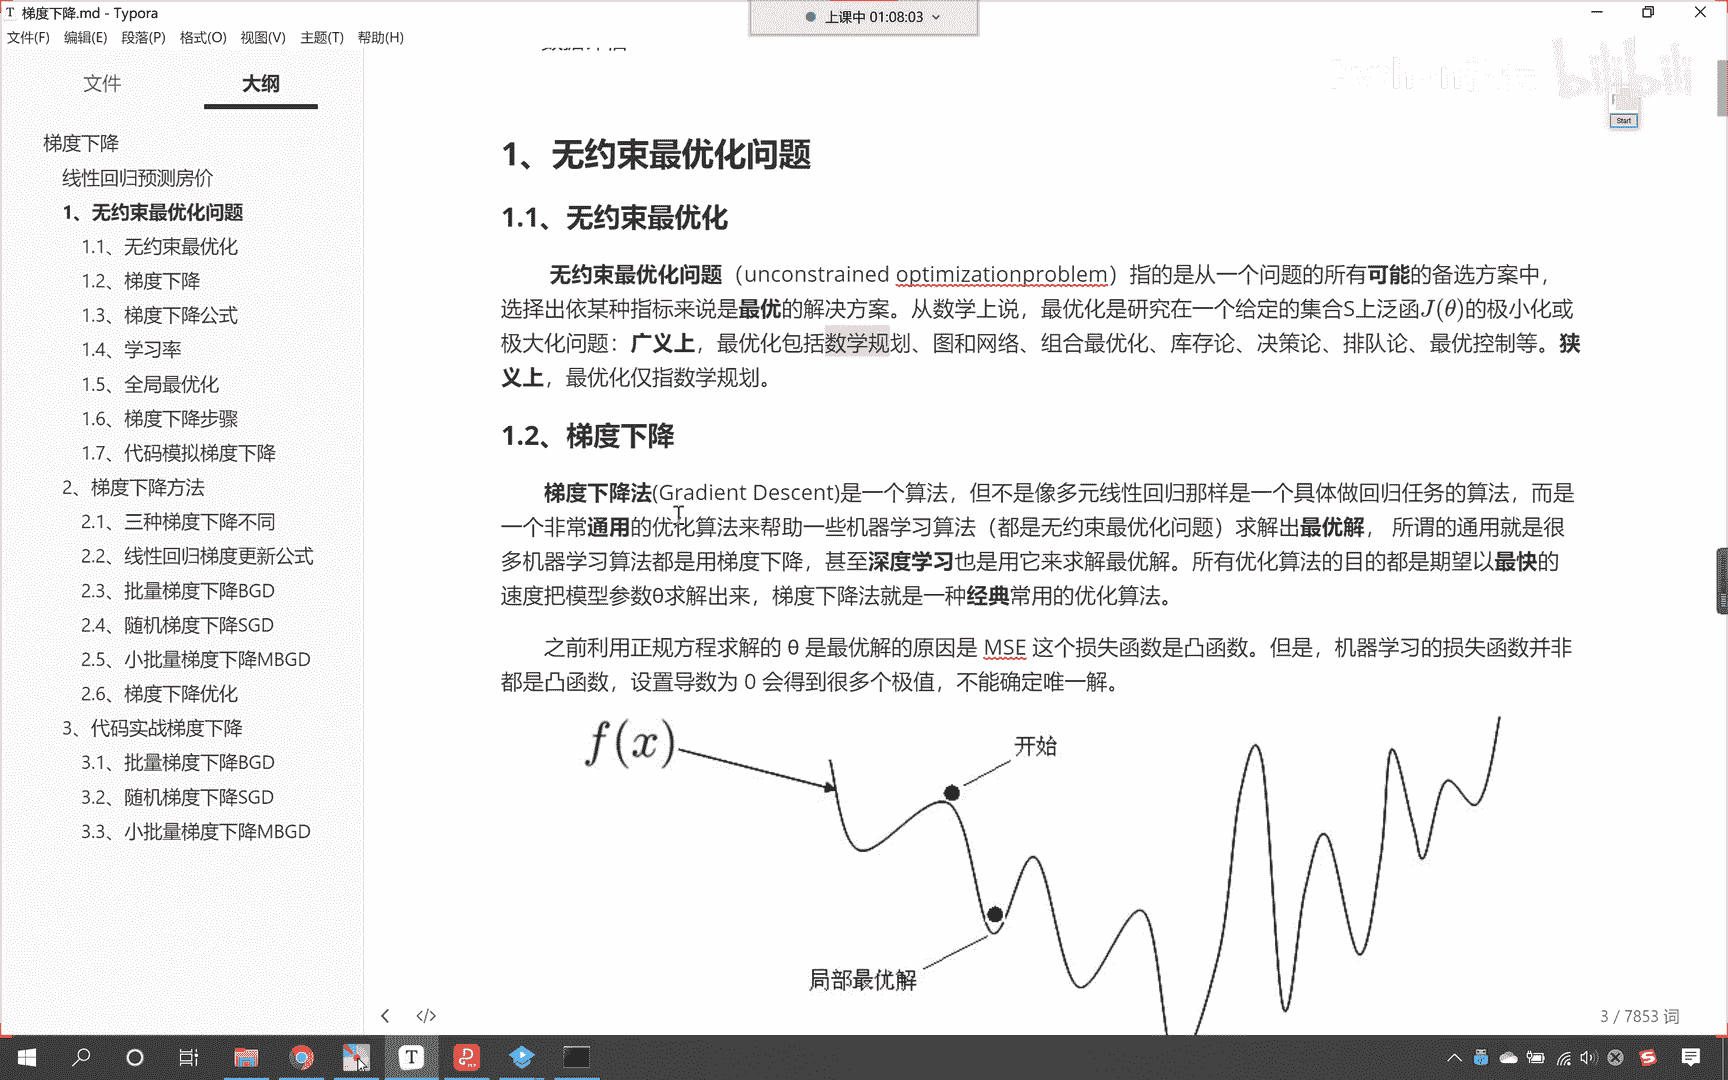 梯度下降.md - Typora
上课中 01:08:03
文件(F) 编辑(E) 段落(P) 格式(O) 视图(V) 主题(T) 帮助(H)
文件 大纲
梯度下降
线性回归预测房价
1、无约束最优化问题
1.1、无约束最优化
1.2、梯度下降
1.3、梯度下降公式
1.4、学习率
1.5、全局最优化
1.6、梯度下降步骤
1.7、代码模拟梯度下降
2、梯度下降方法
2.1、三种梯度下降不同
2.2、线性回归梯度更新公式
2.3、批量梯度下降BGD
2.4、随机梯度下降SGD
2.5、小批量梯度下降MBGD
2.6、梯度下降优化
3、代码实战梯度下降
3.1、批量梯度下降BGD
3.2、随机梯度下降SGD
3.3、小批量梯度下降MBGD
bilibili
Start
1、无约束最优化问题
1.1、无约束最优化
无约束最优化问题（unconstrained optimizationproblem）指的是从一个问题的所有可能的备选方案中，
选择出依某种指标来说是最优的解决方案。从数学上说，最优化是研究在一个给定的集合S上泛函J(θ)的极小化或
极大化问题：广义上，最优化包括数学规划、图和网络、组合最优化、库存论、决策论、排队论、最优控制等。狭
义上，最优化仅指数学规划。
1.2、梯度下降
梯度下降法(Gradient Descent)是一个算法，但不是像多元线性回归那样是一个具体做回归任务的算法，而是
一个非常通用的优化算法来帮助一些机器学习算法（都是无约束最优化问题）求解出最优解， 所谓的通用就是很
多机器学习算法都是用梯度下降，甚至深度学习也是用它来求解最优解。所有优化算法的目的都是期望以最快的
速度把模型参数θ求解出来，梯度下降法就是一种经典常用的优化算法。
之前利用正规方程求解的 θ 是最优解的原因是 MSE 这个损失函数是凸函数。但是，机器学习的损失函数并非
都是凸函数，设置导数为 0 会得到很多个极值，不能确定唯一解。
f(x)
开始
局部最优解
3 / 7853 词